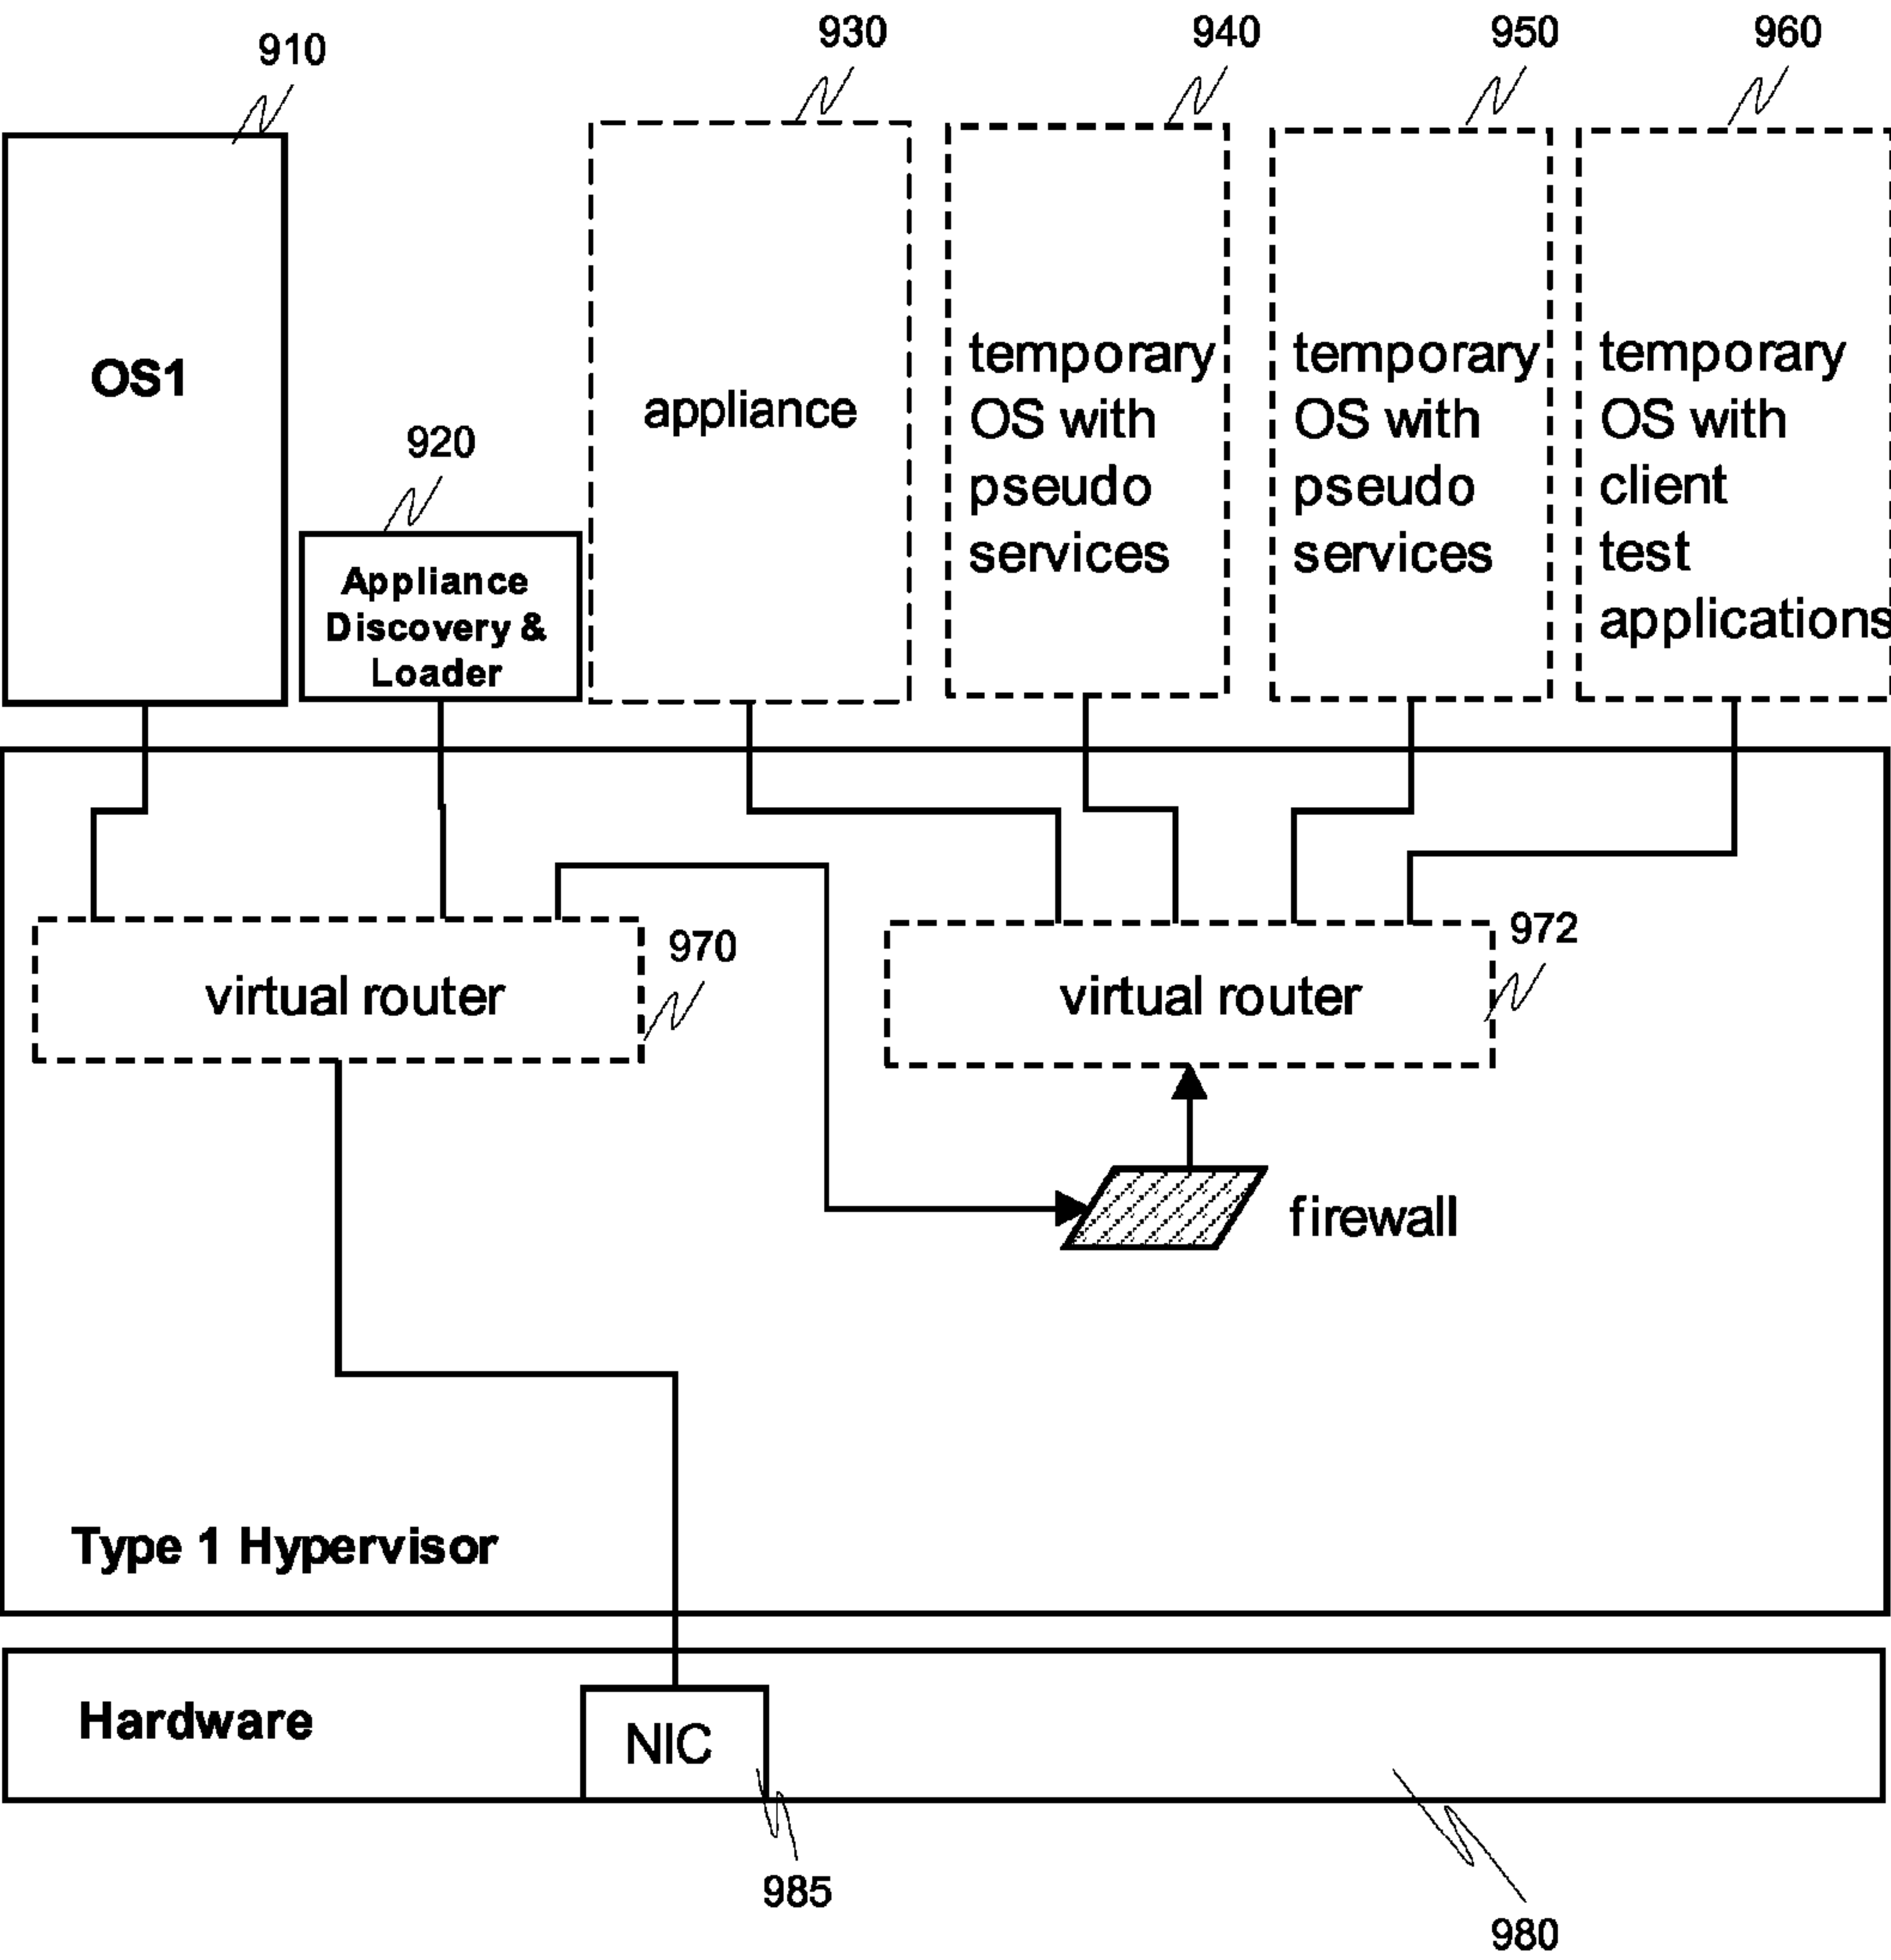 910
930
940
950
960
OS1
920
Appliance
Discovery &
Loader
appliance
temporary
OS with
pseudo
services
temporary
OS with
pseudo
services
temporary
OS with
client
test
applications
virtual router
970
virtual router
972
firewall
Type 1 Hypervisor
Hardware
NIC
985
980